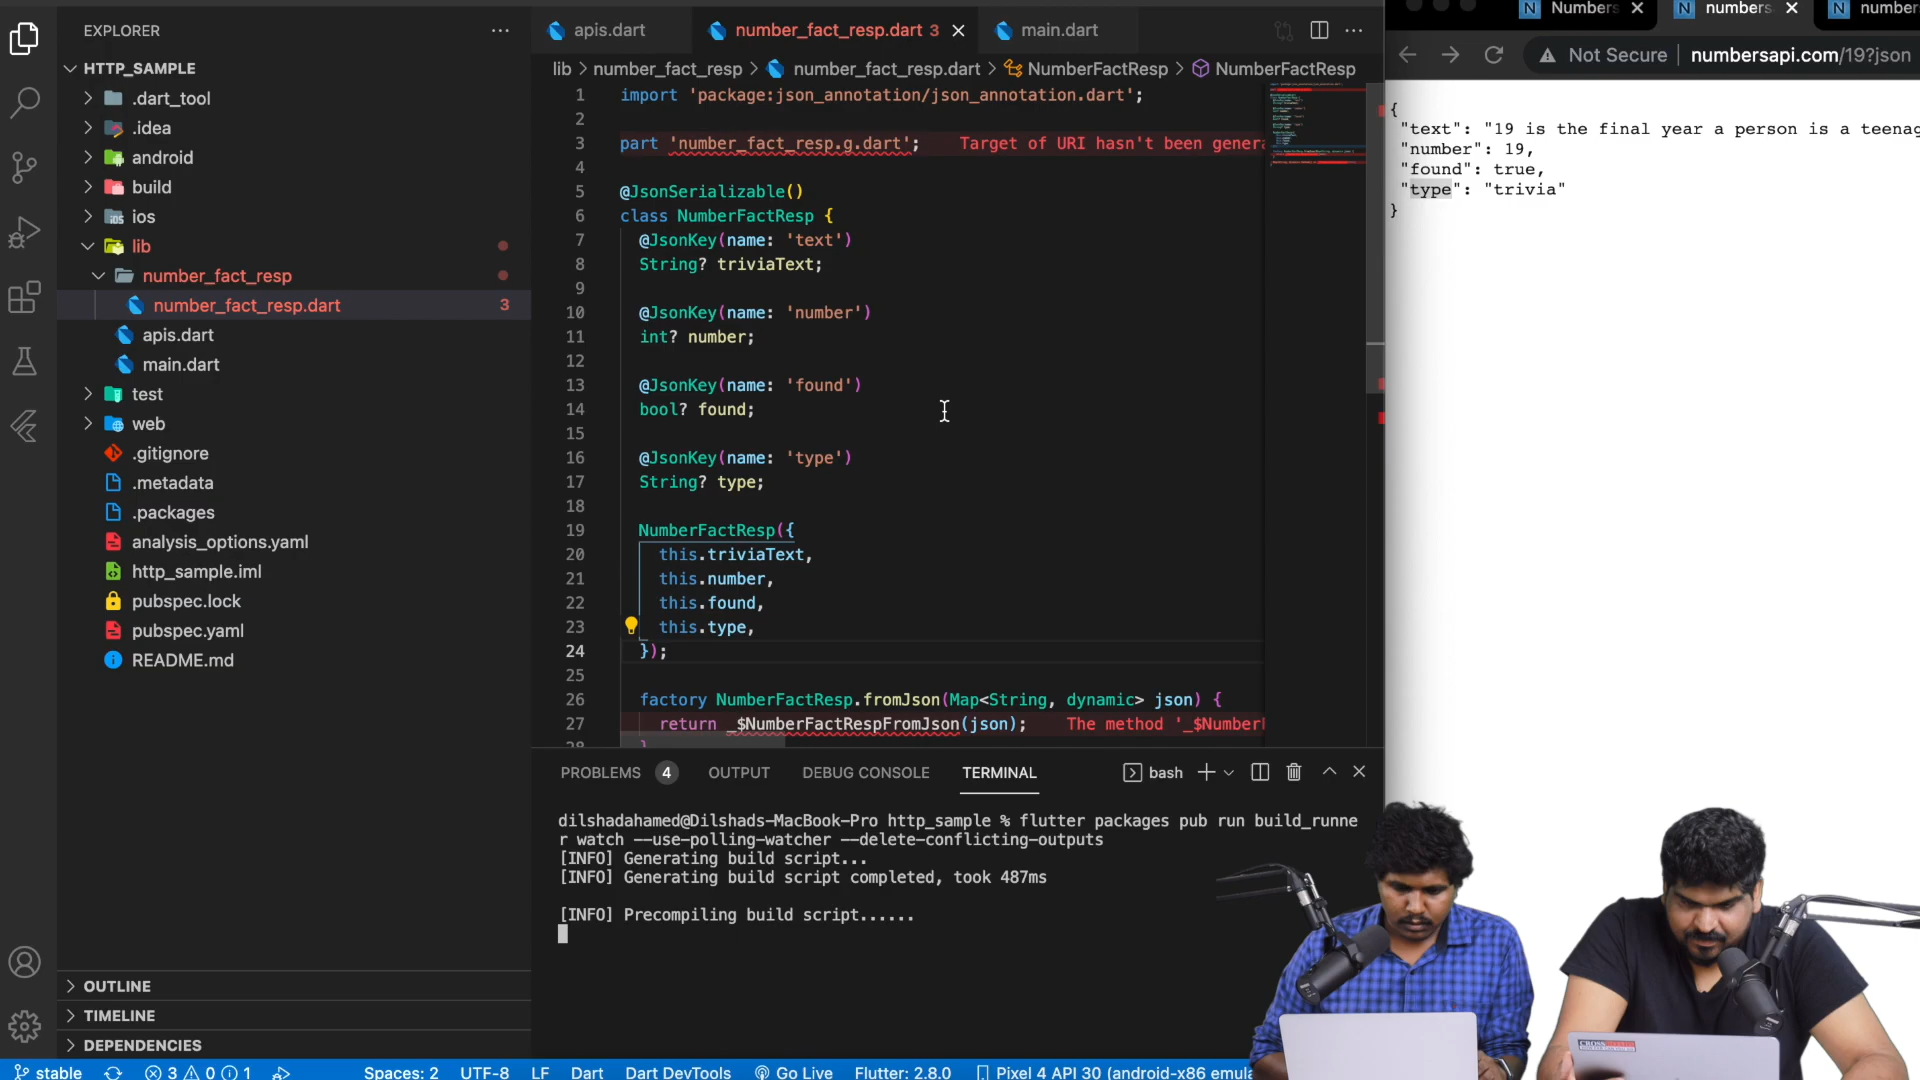 EXPLORER
HTTP_SAMPLE
.dart_tool
.idea
android
build
ios
lib
number_fact_resp
number_fact_resp.dart 3
apis.dart
main.dart
test
web
.gitignore
.metadata
.packages
analysis_options.yaml
http_sample.iml
pubspec.lock
pubspec.yaml
README.md
OUTLINE
TIMELINE
DEPENDENCIES
apis.dart number_fact_resp.dart 3 main.dart
lib > number_fact_resp > number_fact_resp.dart > NumberFactResp > NumberFactResp
1 import 'package:json_annotation/json_annotation.dart';
2
3 part 'number_fact_resp.g.dart'; Target of URI hasn't been genera
4
5 @JsonSerializable()
6 class NumberFactResp {
7 @JsonKey(name: 'text')
8 String? triviaText;
9
10 @JsonKey(name: 'number')
11 int? number;
12
13 @JsonKey(name: 'found')
14 bool? found;
15
16 @JsonKey(name: 'type')
17 String? type;
18
19 NumberFactResp({
20 this.triviaText,
21 this.number,
22 this.found,
23 this.type,
24 });
25
26 factory NumberFactResp.fromJson(Map<String, dynamic> json) {
27 return _$NumberFactRespFromJson(json); The method '_$Number
28 }
PROBLEMS 4 OUTPUT DEBUG CONSOLE TERMINAL bash
dilshadahamed@Dilshads-MacBook-Pro http_sample % flutter packages pub run build_runne
r watch --use-polling-watcher --delete-conflicting-outputs
[INFO] Generating build script...
[INFO] Generating build script completed, took 487ms
[INFO] Precompiling build script......
stable 3 0 1 Spaces: 2 UTF-8 LF Dart Dart DevTools Go Live Flutter: 2.8.0 Pixel 4 API 30 (android-x86 emula
Numbers numbers numbers
Not Secure numbersapi.com/19?json
{
"text": "19 is the final year a person is a teenag
"number": 19,
"found": true,
"type": "trivia"
}